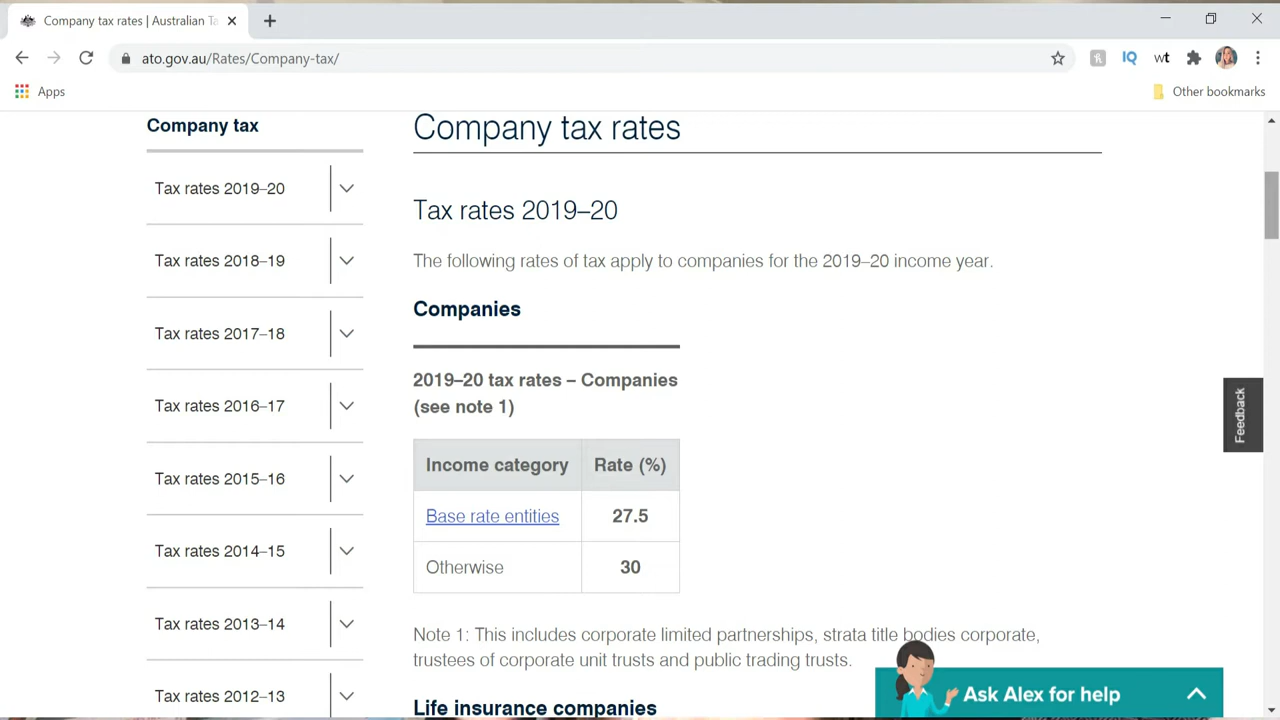 Company tax rates | Australian Ta
ato.gov.au/Rates/Company-tax/
IQ
wt
Apps
Other bookmarks
Company tax
Tax rates 2019–20
Tax rates 2018–19
Tax rates 2017–18
Tax rates 2016–17
Tax rates 2015–16
Tax rates 2014–15
Tax rates 2013–14
Tax rates 2012–13
Company tax rates
Tax rates 2019–20
The following rates of tax apply to companies for the 2019–20 income year.
Companies
2019–20 tax rates – Companies
(see note 1)
Income category Rate (%)
Base rate entities 27.5
Otherwise 30
Note 1: This includes corporate limited partnerships, strata title bodies corporate,
trustees of corporate unit trusts and public trading trusts.
Life insurance companies
Feedback
Ask Alex for help